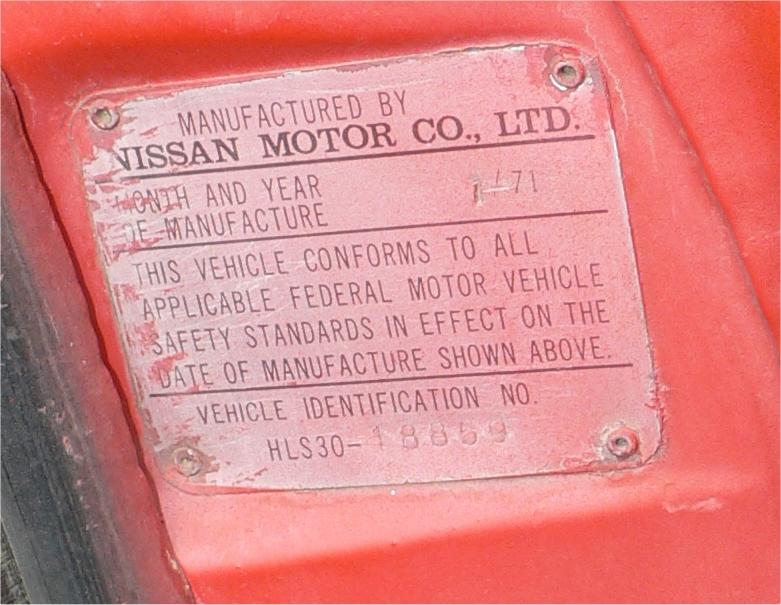 MANUFACTURED BY
NISSAN MOTOR CO., LTD.
MONTH AND YEAR 1-'71
OF MANUFACTURE
THIS VEHICLE CONFORMS TO ALL
APPLICABLE FEDERAL MOTOR VEHICLE
SAFETY STANDARDS IN EFFECT ON THE
DATE OF MANUFACTURE SHOWN ABOVE.
VEHICLE IDENTIFICATION NO.
HLS30-18859